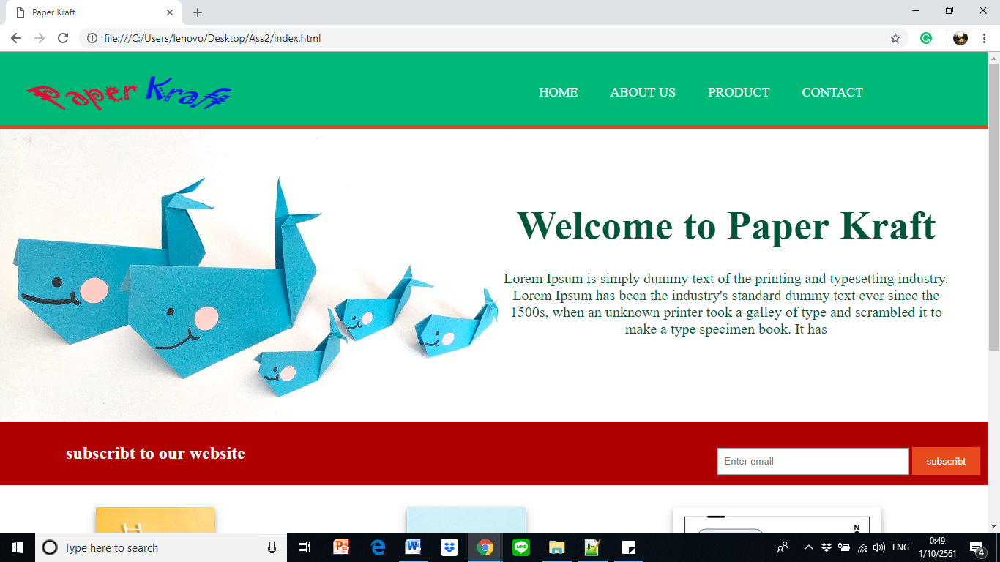 Paper Kraft
file:///C:/Users/lenovo/Desktop/Ass2/index.html
Paper Kraft
HOME ABOUT US PRODUCT CONTACT
Welcome to Paper Kraft
Lorem Ipsum is simply dummy text of the printing and typesetting industry.
Lorem Ipsum has been the industry's standard dummy text ever since the
1500s, when an unknown printer took a galley of type and scrambled it to
make a type specimen book. It has
subscribt to our website
Enter email
subscribt
N
Type here to search
LINE
ENG
0:49
1/10/2561
4